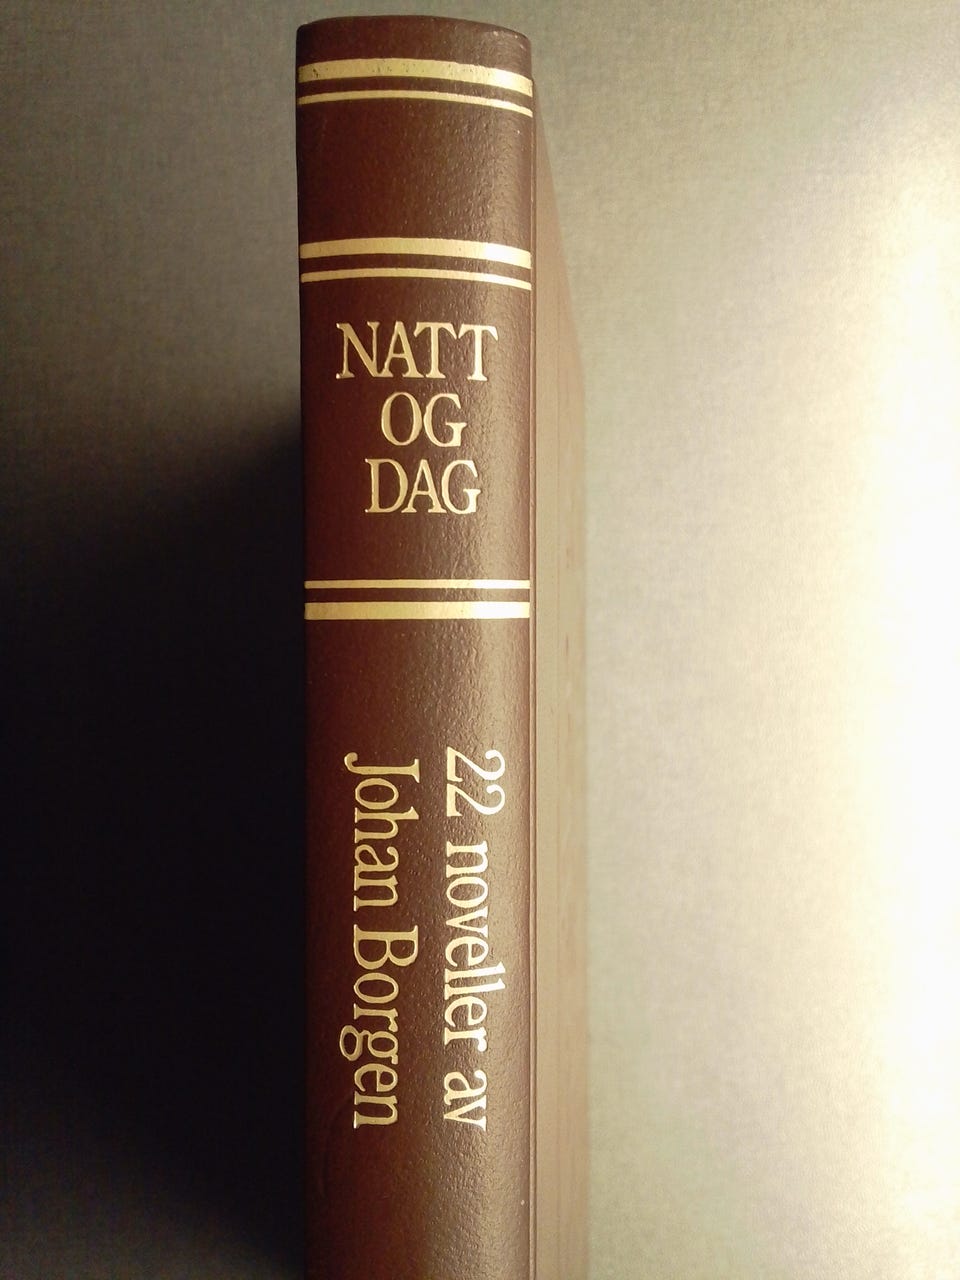 NATT
OG
DAG
22 noveller av
Johan Borgen